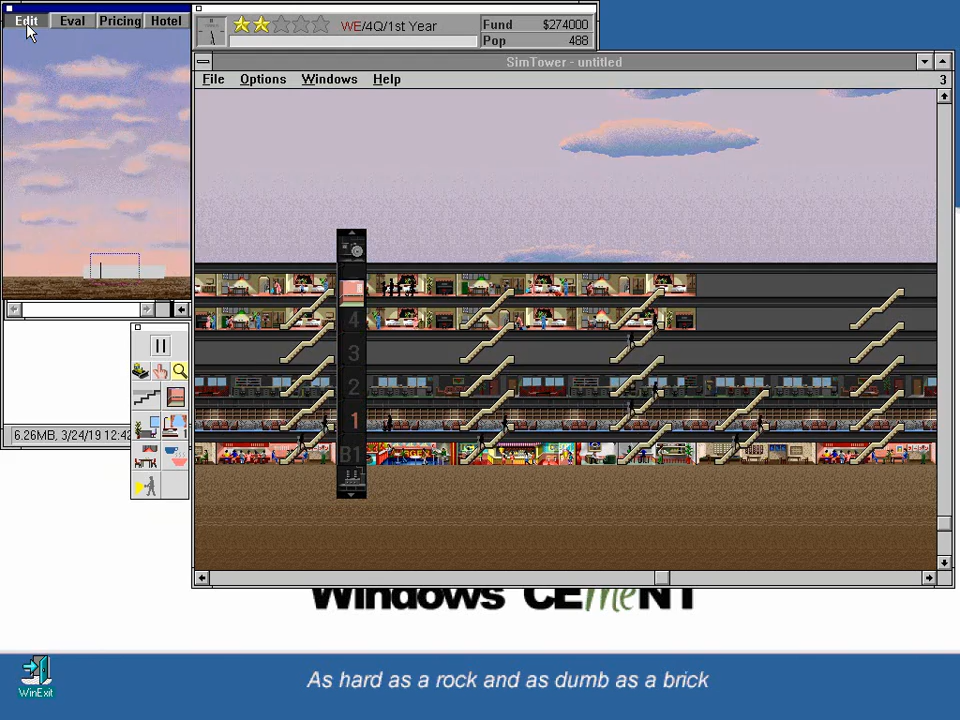 Edit Eval Pricing Hotel
WE/4Q/1st Year
Fund $274000
Pop 488
SimTower - untitled
File Options Windows Help 3
4
3
2
1
B1
6.26MB, 3/24/19 12:42
Windows CEmeNT
WinExit
As hard as a rock and as dumb as a brick